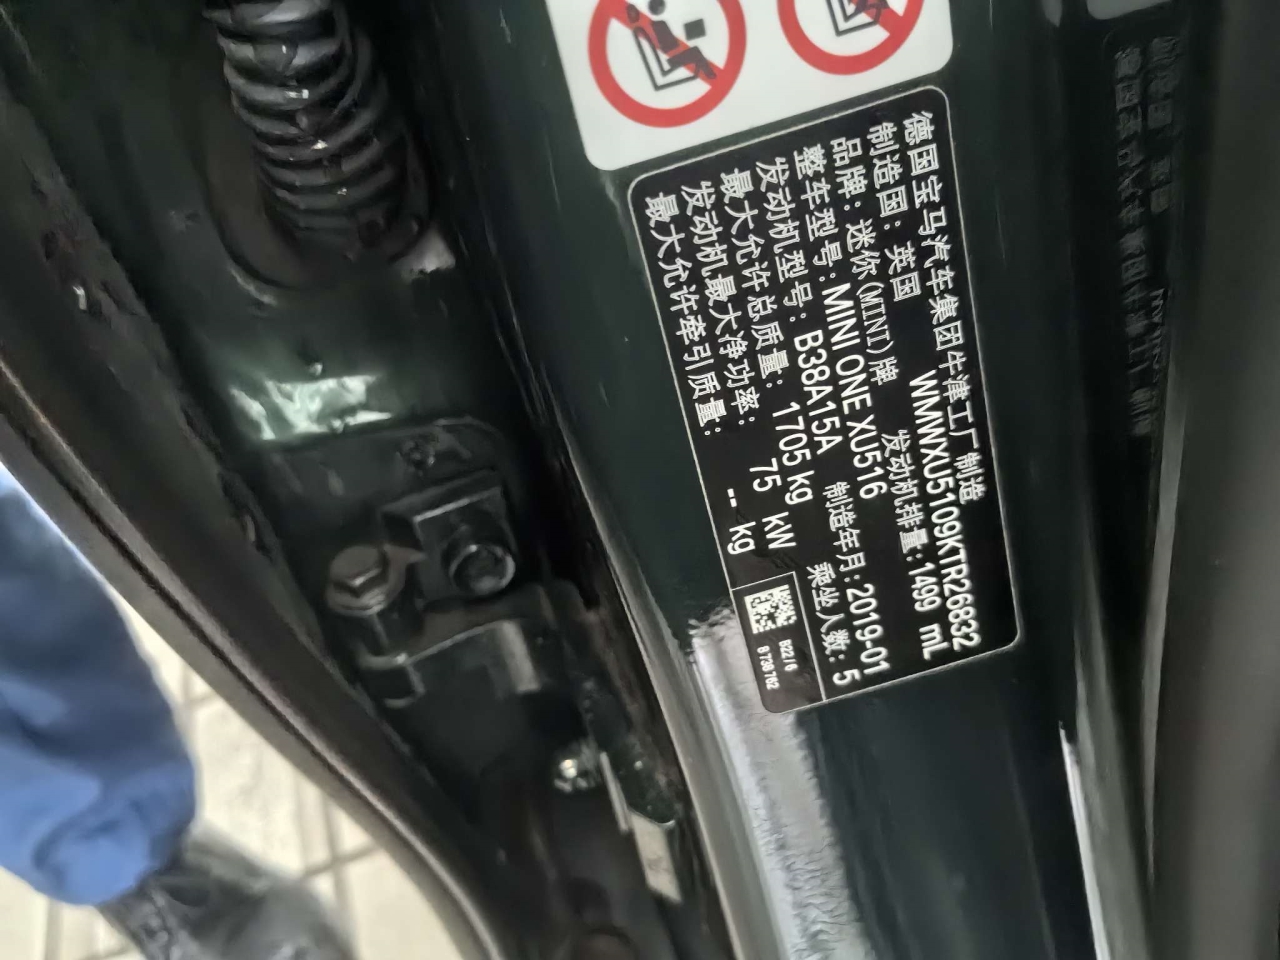 德国宝马汽车集团牛津工厂制造
制造国：英国 WMWXU5109KTR26832
品牌：迷你(MINI)牌 发动机排量：1499 mL
整车型号：MINI ONE XU516 制造年月：2019-01
发动机型号：B38A15A 乘坐人数：5
最大允许总质量：1705 kg
发动机最大净功率： 75 kW
最大允许牵引质量： -- kg